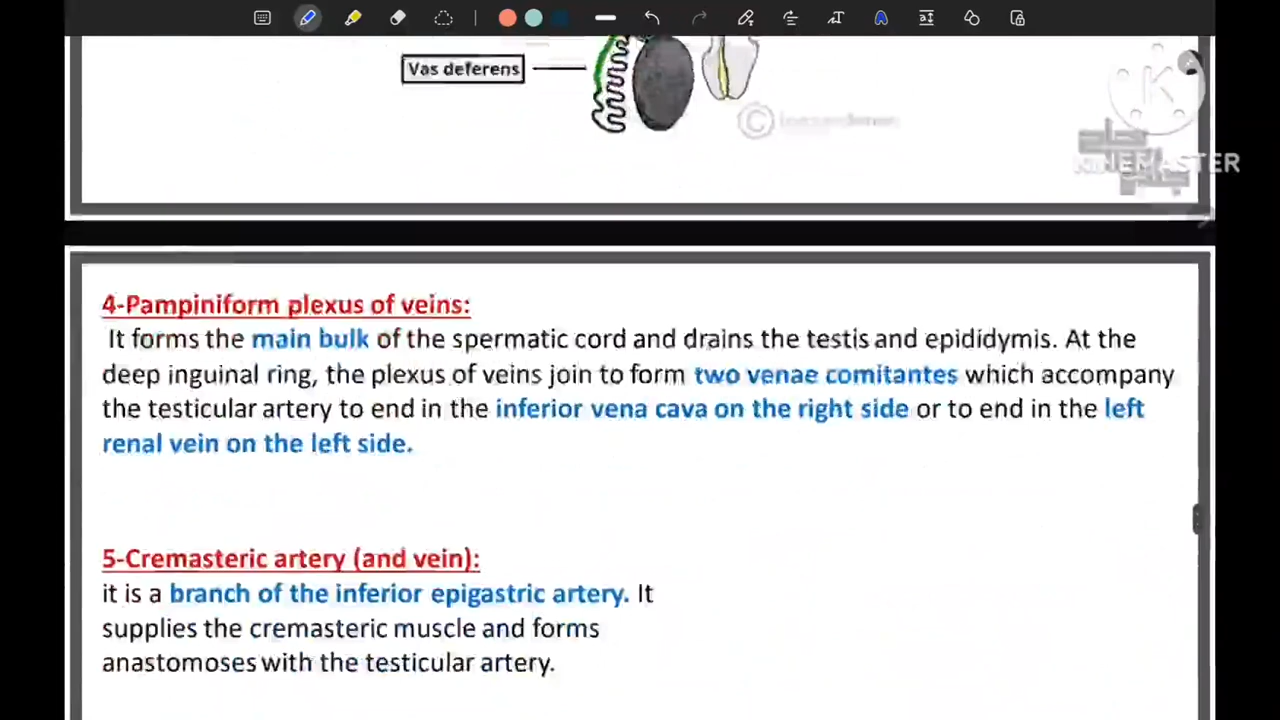 Vas deferens
©
K
KINEMASTER
4-Pampiniform plexus of veins:
It forms the main bulk of the spermatic cord and drains the testis and epididymis. At the
deep inguinal ring, the plexus of veins join to form two venae comitantes which accompany
the testicular artery to end in the inferior vena cava on the right side or to end in the left
renal vein on the left side.
5-Cremasteric artery (and vein):
it is a branch of the inferior epigastric artery. It
supplies the cremasteric muscle and forms
anastomoses with the testicular artery.